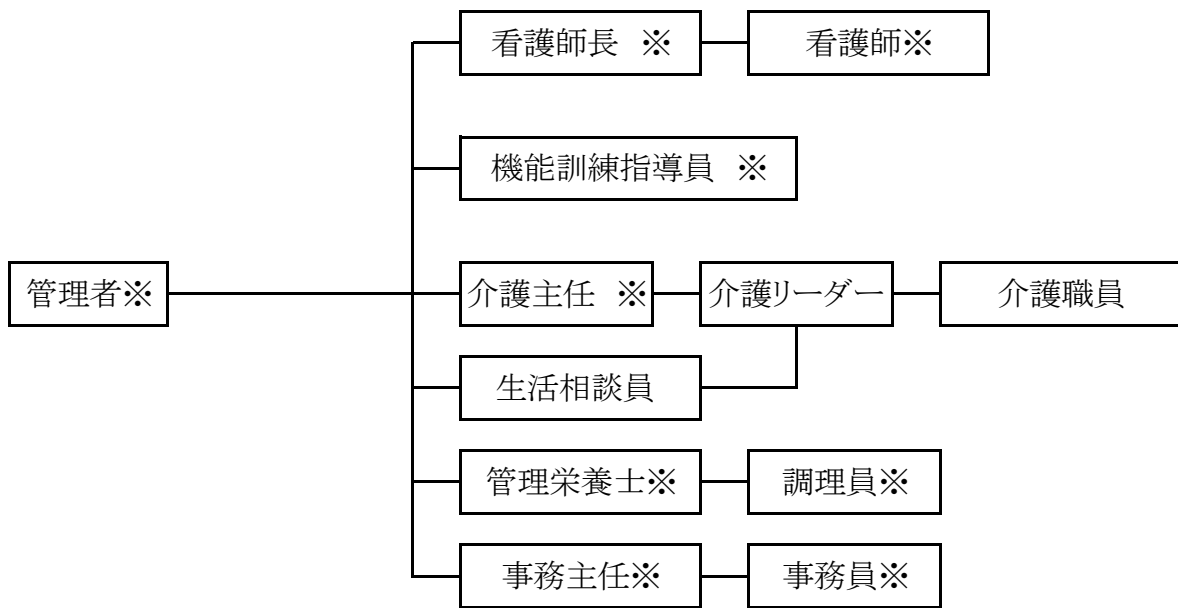 看護師長 ※
看護師※
機能訓練指導員 ※
管理者※
介護主任 ※
介護リーダー
介護職員
生活相談員
管理栄養士※
調理員※
事務主任※
事務員※